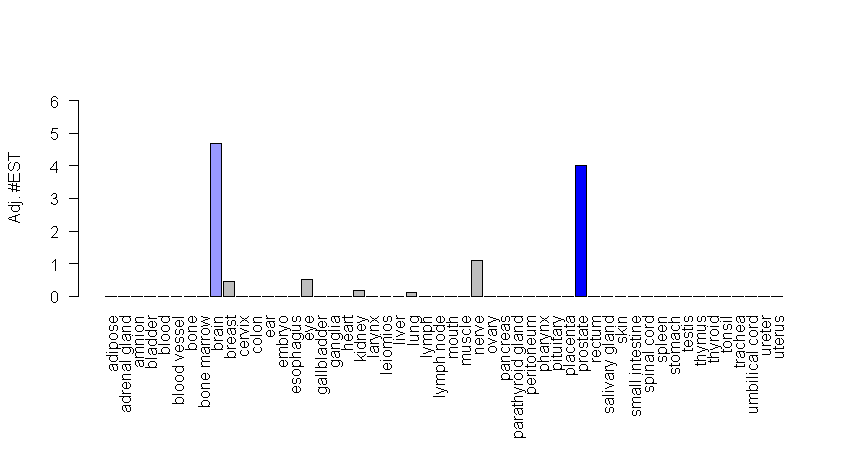 Adj. #EST
6
5
4
3
2
1
0
adipose
adrenal gland
amnion
bladder
blood
blood vessel
bone
bone marrow
brain
breast
cervix
colon
ear
embryo
esophagus
eye
gallbladder
ganglia
heart
kidney
larynx
leiomios
liver
lung
lymph
lymph node
mouth
muscle
nerve
ovary
pancreas
parathyroid gland
peritoneum
pharynx
pituitary
placenta
prostate
rectum
salivary gland
skin
small intestine
spinal cord
spleen
stomach
testis
thymus
thyroid
tonsil
trachea
umbilical cord
ureter
uterus